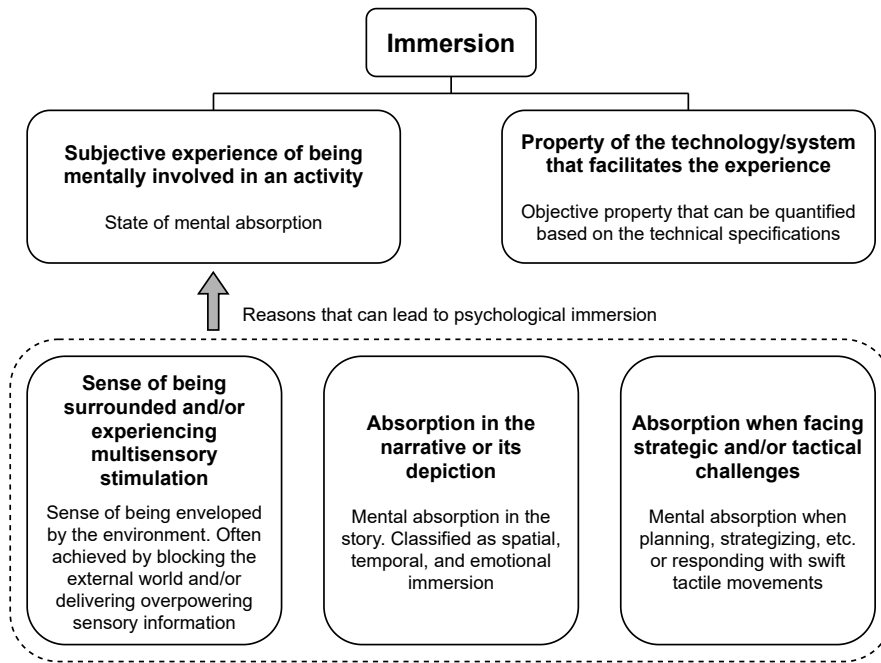 Immersion
Subjective experience of being
mentally involved in an activity
State of mental absorption
Property of the technology/system
that facilitates the experience
Objective property that can be quantified
based on the technical specifications
Reasons that can lead to psychological immersion
Sense of being
surrounded and/or
experiencing
multisensory
stimulation
Sense of being enveloped
by the environment. Often
achieved by blocking the
external world and/or
delivering overpowering
sensory information
Absorption in the
narrative or its
depiction
Mental absorption in the
story. Classified as spatial,
temporal, and emotional
immersion
Absorption when facing
strategic and/or tactical
challenges
Mental absorption when
planning, strategizing, etc.
or responding with swift
tactile movements